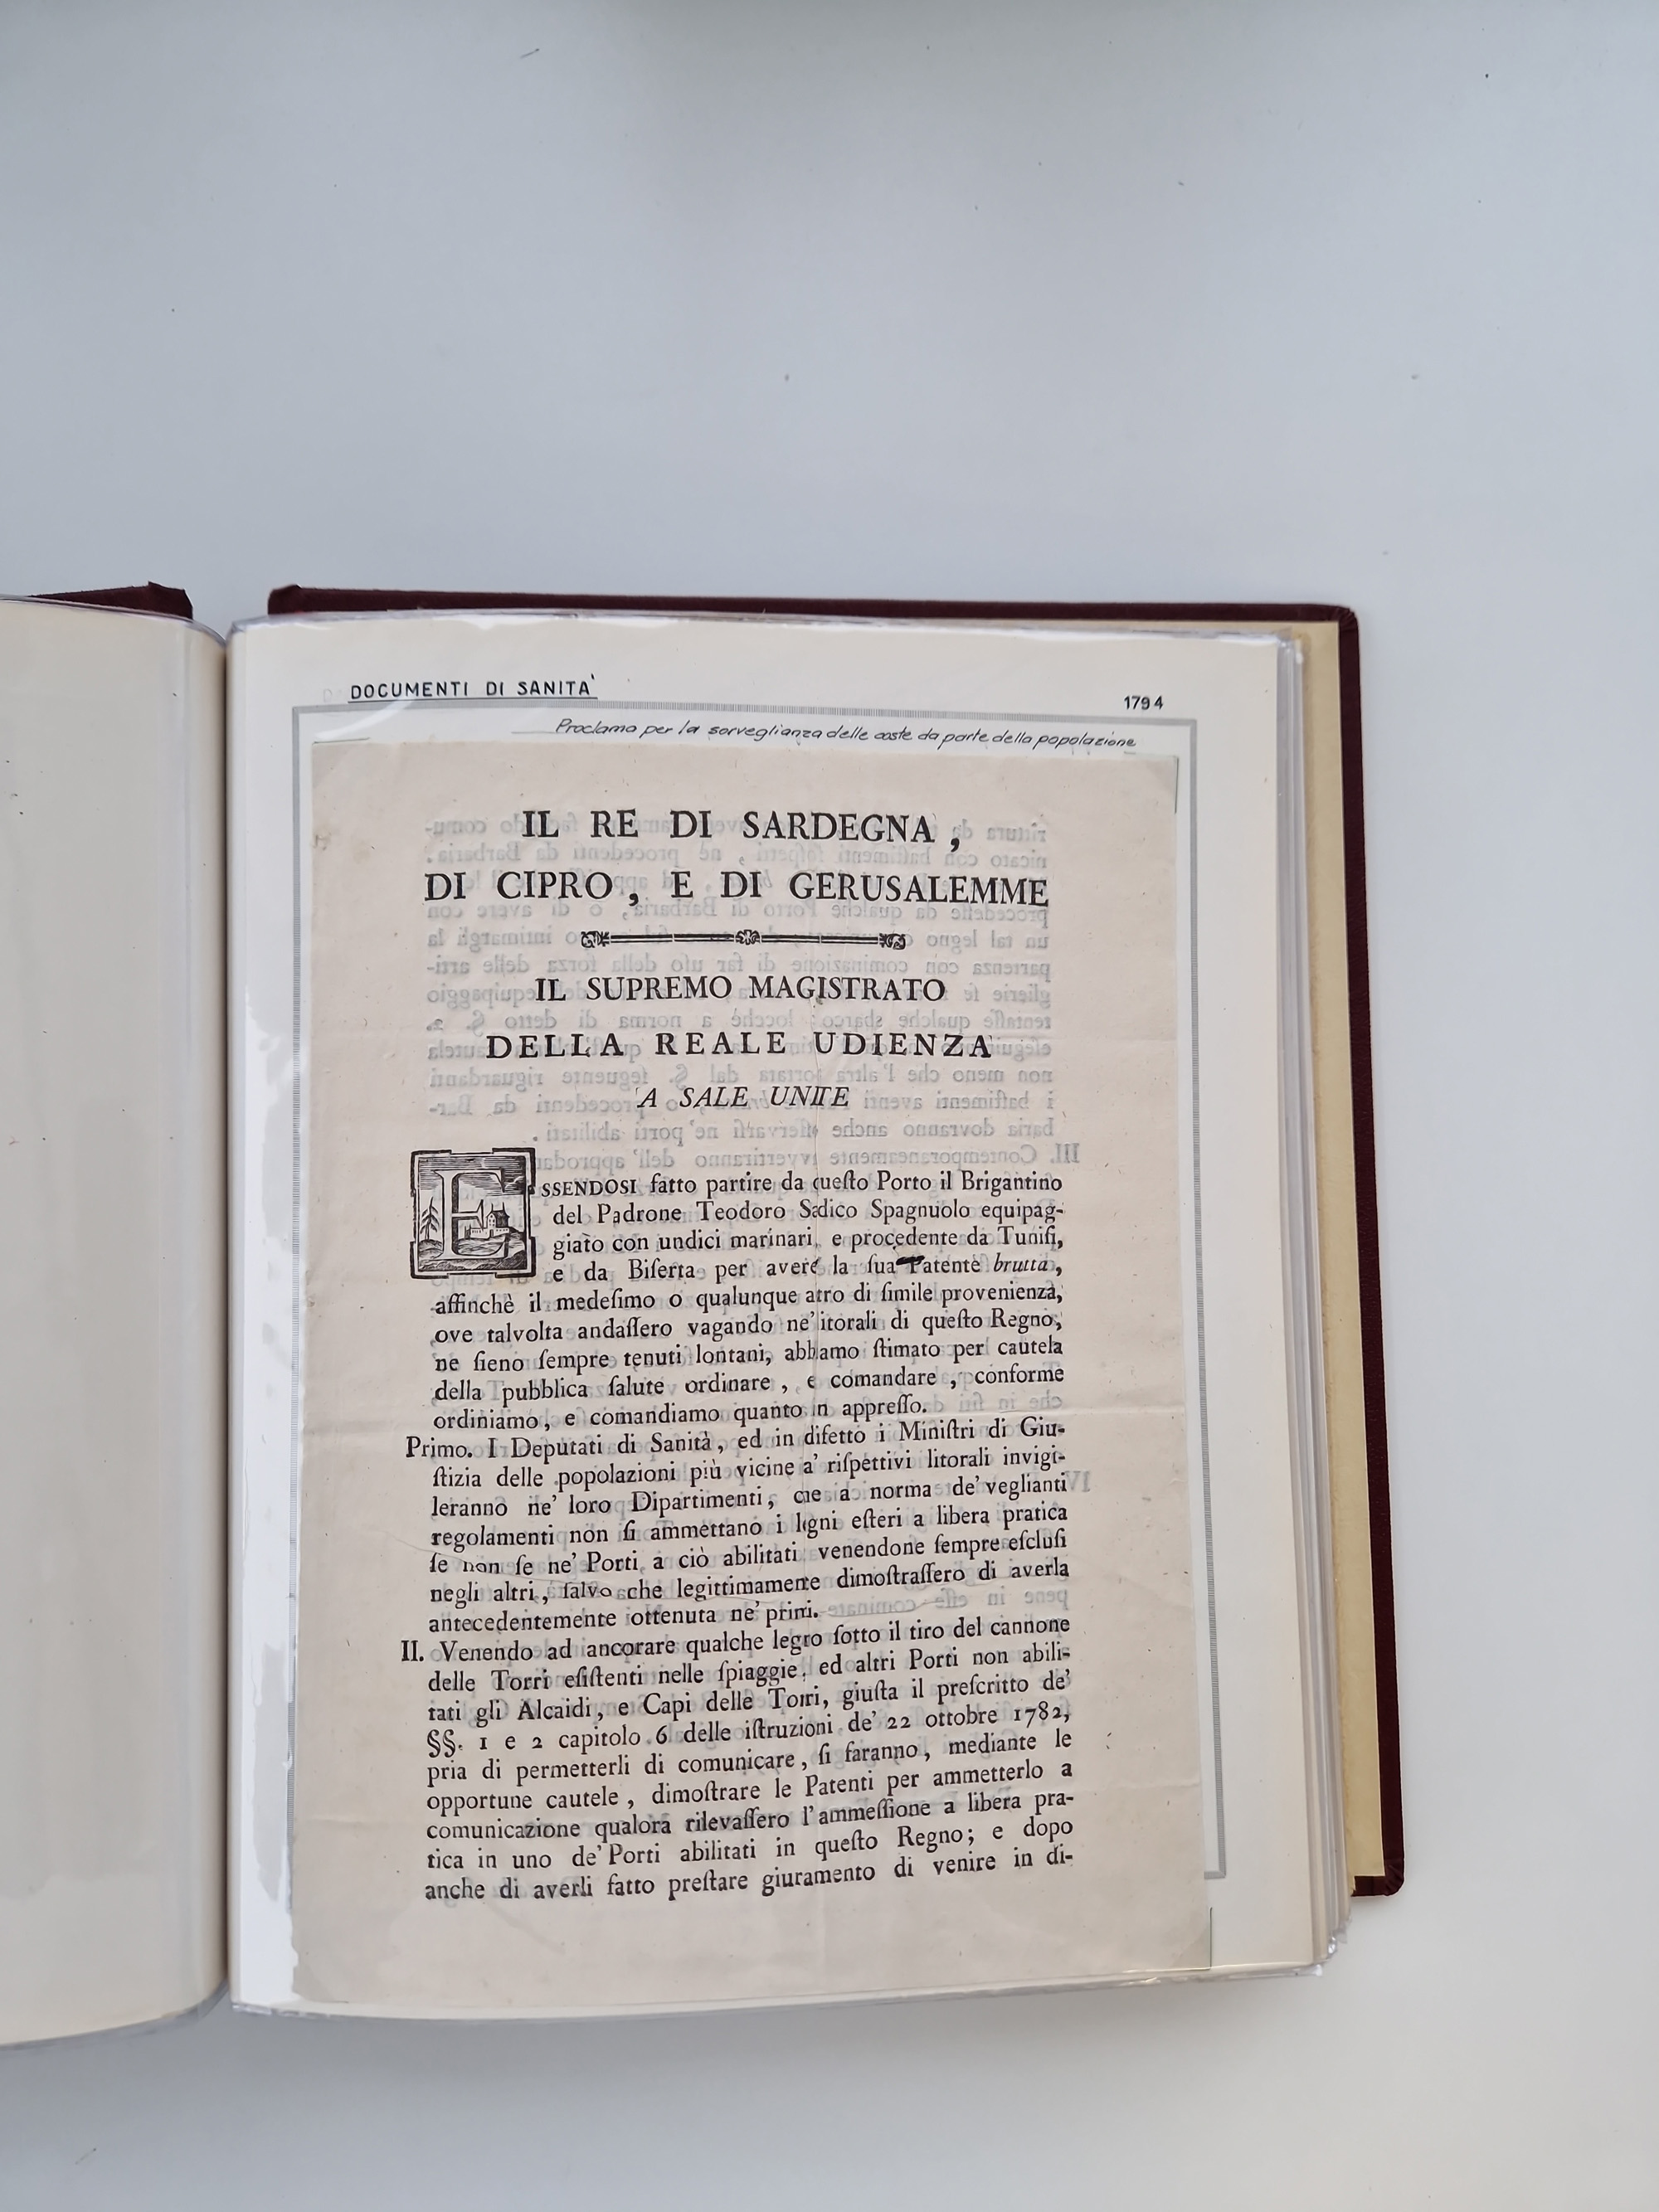 DOCUMENTI DI SANITA'
1794
Proclama per la sorveglianza delle coste da parte della popolazione
IL RE DI SARDEGNA,
DI CIPRO, E DI GERUSALEMME
IL SUPREMO MAGISTRATO
DELLA REALE UDIENZA
A SALE UNITE
ESSENDOSI fatto partire da queſto Porto il Brigantino
del Padrone Teodoro Sadico Spagnuolo equipag-
giato con undici marinari, e procedente da Tuniſi,
e da Biſerta per avere la ſua Patente brutta,
affinchè il medeſimo o qualunque atro di ſimile provenienza,
ove talvolta andaſſero vagando ne' itorali di queſto Regno,
ne ſieno ſempre tenuti lontani, abbiamo ſtimato per cautela
della pubblica ſalute ordinare, e comandare, conforme
ordiniamo, e comandiamo quanto in appreſſo.
Primo. I Deputati di Sanità, ed in difetto i Miniſtri di Giu-
ſtizia delle popolazioni più vicine a' riſpettivi litorali invigi-
leranno ne' loro Dipartimenti, che a norma de' veglianti
regolamenti non ſi ammettano i legni eſteri a libera pratica
ſe non ſe ne' Porti a ciò abilitati venendone ſempre eſcluſi
negli altri, ſalvo che legittimamente dimoſtraſſero di averla
antecedentemente ottenuta ne' primi.
II. Venendo ad ancorare qualche legno ſotto il tiro del cannone
delle Torri eſiſtenti nelle ſpiaggie, ed altri Porti non abili-
tati gli Alcaidi, e Capi delle Torri, giuſta il preſcritto de'
§§. 1 e 2 capitolo 6 delle iſtruzioni de' 22 ottobre 1782,
pria di permetterli di comunicare, ſi faranno, mediante le
opportune cautele, dimoſtrare le Patenti per ammetterlo a
comunicazione qualora rilevaſſero l'ammeſſione a libera pra-
tica in uno de' Porti abilitati in queſto Regno; e dopo
anche di averli fatto preſtare giuramento di venire in di-